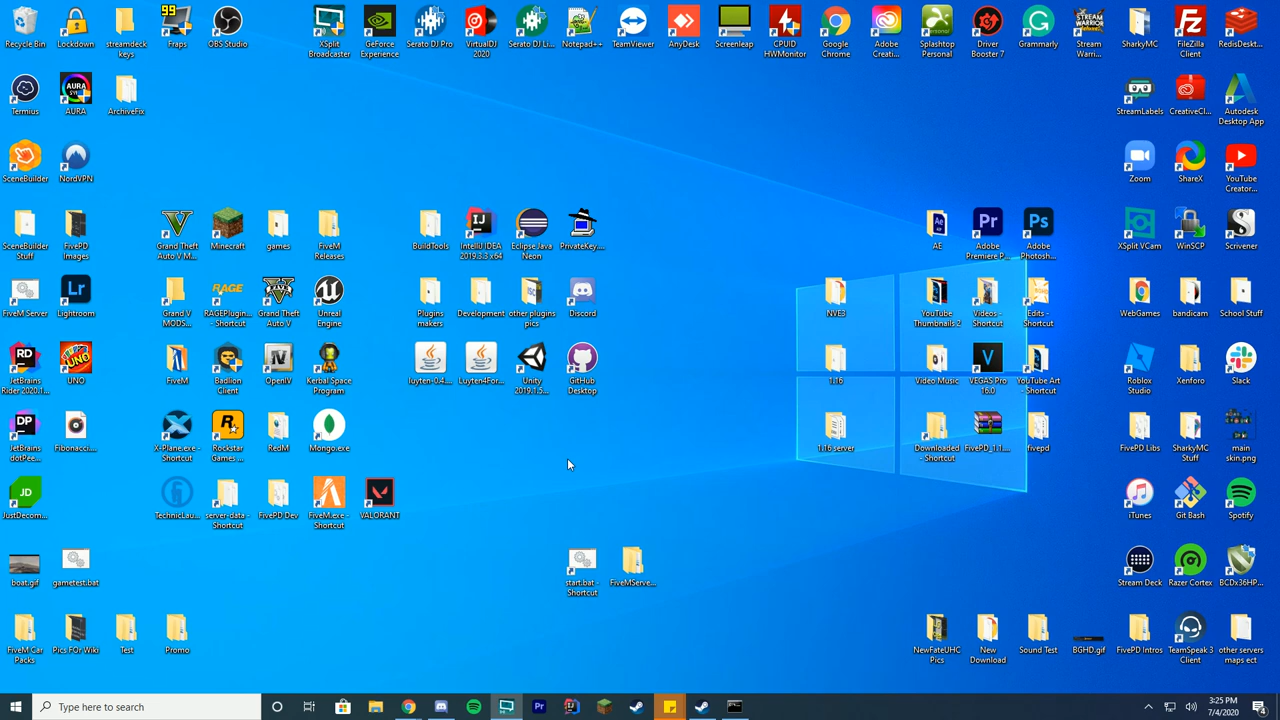 Recycle Bin
Lockdown
streamdeck
keys
99
Fraps
OBS Studio
XSplit
Broadcaster
GeForce
Experience
Serato DJ Pro
VirtualDJ
2020
Serato DJ Li...
Notepad++
TeamViewer
AnyDesk
Screenleap
CPUID
HWMonitor
Google
Chrome
Adobe
Creati...
Splashtop
Personal
Driver
Booster 7
Grammarly
Stream
Warri...
SharkyMC
FileZilla
Client
RedisDeskt...
Termius
AURA
ArchiveFix
StreamLabels
CreativeCl...
Autodesk
Desktop App
SceneBuilder
NordVPN
Zoom
ShareX
YouTube
Creator...
SceneBuilder
Stuff
FivePD
Images
Grand Theft
Auto V M...
Minecraft
games
FiveM
Releases
BuildTools
IntelliJ IDEA
2019.3.3 x64
Eclipse Java
Neon
PrivateKey...
AE
Adobe
Premiere P...
Adobe
Photosh...
XSplit VCam
WinSCP
Scrivener
FiveM Server
Lightroom
Grand V
MODS...
RAGEPlugin...
- Shortcut
Grand Theft
Auto V
Unreal
Engine
Plugins
makers
Development
other plugins
pics
Discord
NVE3
YouTube
Thumbnails 2
Videos -
Shortcut
Edits -
Shortcut
WebGames
bandicam
School Stuff
JetBrains
Rider 2020.1...
UNO
FiveM
Badlion
Client
OpenIV
Kerbal Space
Program
luyten-0.4....
Luyten4For...
Unity
2019.1.5...
GitHub
Desktop
1.16
Video Music
VEGAS Pro
16.0
YouTube Art
- Shortcut
Roblox
Studio
Xenforo
Slack
JetBrains
dotPee...
Fibonacci...
X-Plane.exe -
Shortcut
Rockstar
Games ...
RedM
Mongo.exe
1.16 server
Downloaded
- Shortcut
FivePD_1.1...
fivepd
FivePD Libs
SharkyMC
Stuff
main
skin.png
JustDecom...
TechnicLau...
server-data -
Shortcut
FivePD Dev
FiveM.exe -
Shortcut
VALORANT
iTunes
Git Bash
Spotify
boat.gif
gametest.bat
start.bat -
Shortcut
FiveMServe...
Stream Deck
Razer Cortex
BCDx36HP...
FiveM Car
Packs
Pics FOr Wiki
Test
Promo
NewFateUHC
Pics
New
Download
Sound Test
BGHD.gif
FivePD Intros
TeamSpeak 3
Client
other servers
maps ect
Type here to search
3:25 PM
7/4/2020